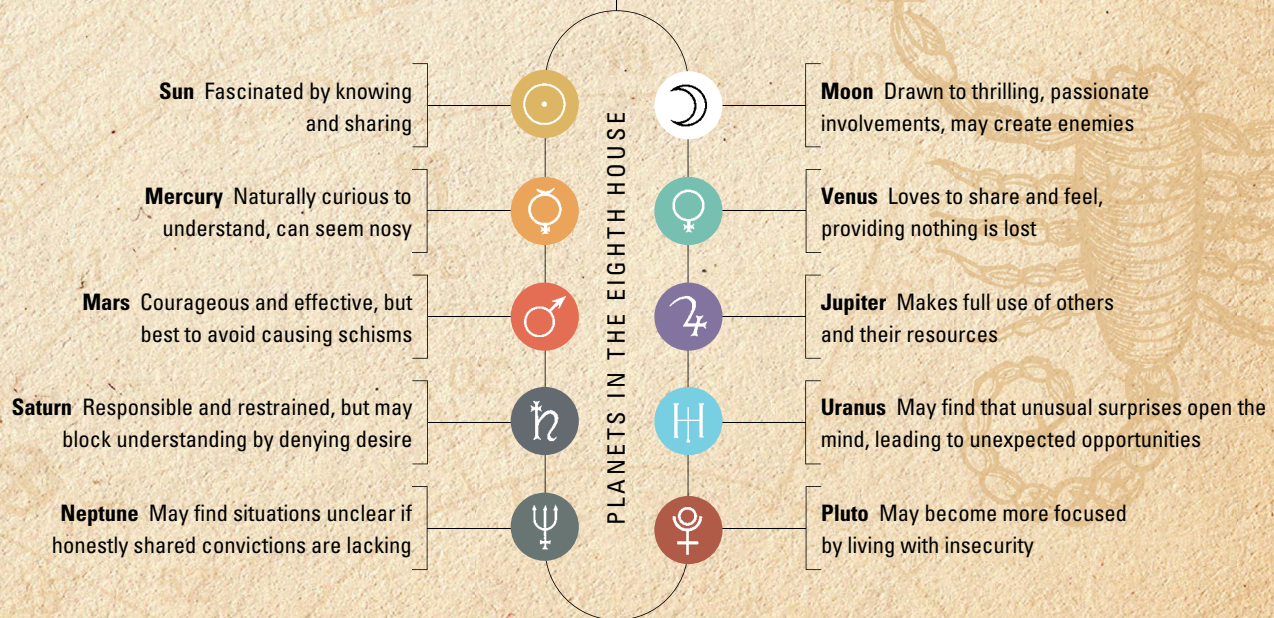 Sun Fascinated by knowing
and sharing
Mercury Naturally curious to
understand, can seem nosy
Mars Courageous and effective, but
best to avoid causing schisms
Saturn Responsible and restrained, but may
block understanding by denying desire
Neptune May find situations unclear if
honestly shared convictions are lacking
PLANETS IN THE EIGHTH HOUSE
Moon Drawn to thrilling, passionate
involvements, may create enemies
Venus Loves to share and feel,
providing nothing is lost
Jupiter Makes full use of others
and their resources
Uranus May find that unusual surprises open the
mind, leading to unexpected opportunities
Pluto May become more focused
by living with insecurity